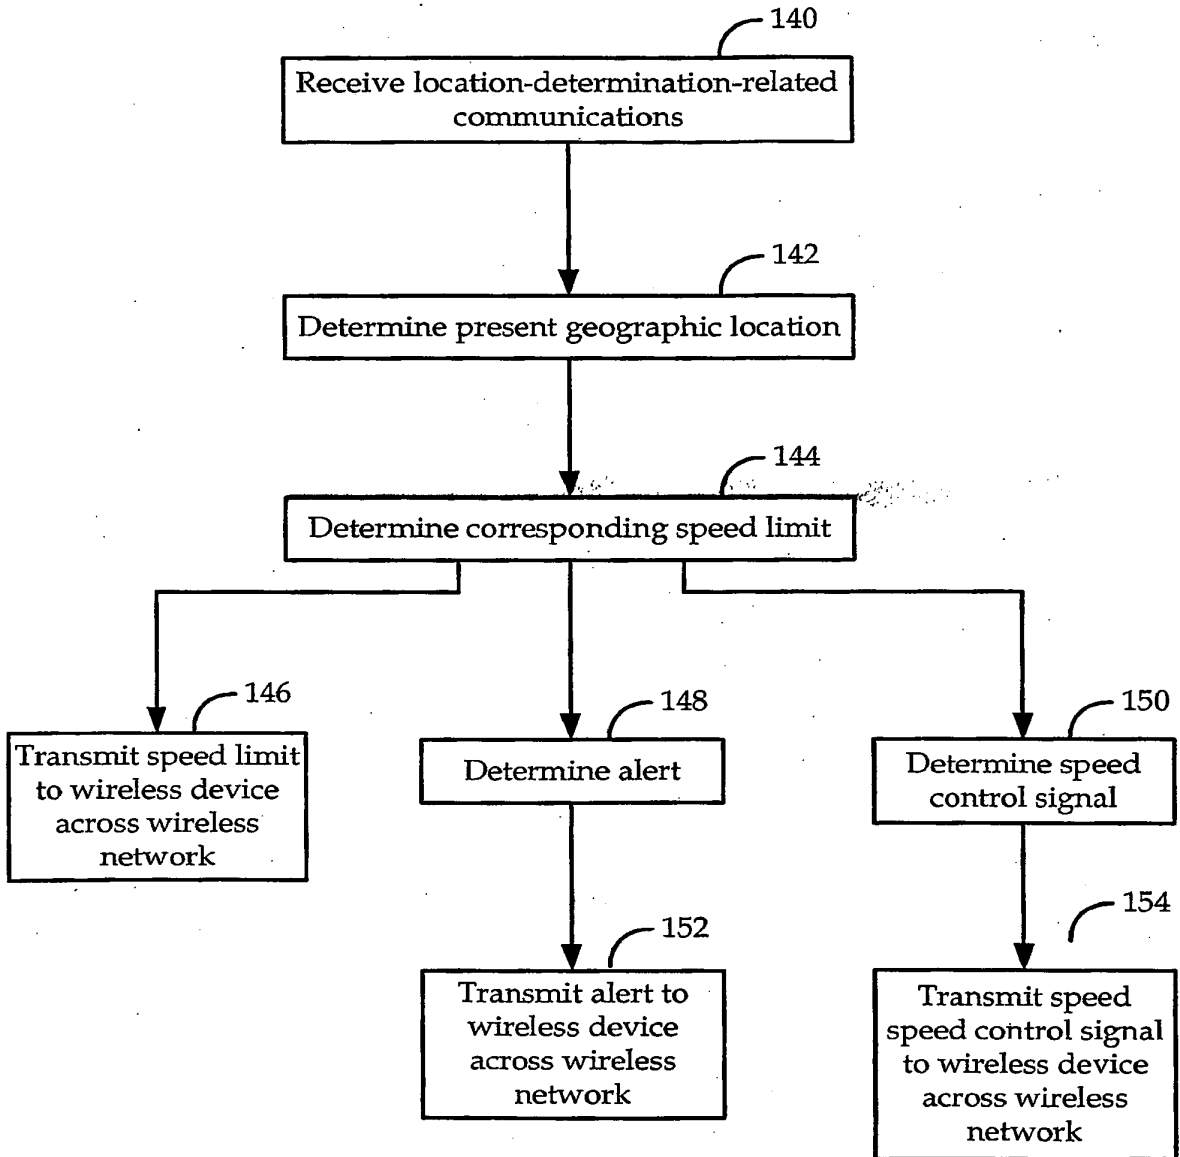 140
Receive location-determination-related
communications
142
Determine present geographic location
144
Determine corresponding speed limit
146
Transmit speed limit
to wireless device
across wireless
network
148
Determine alert
150
Determine speed
control signal
152
Transmit alert to
wireless device
across wireless
network
154
Transmit speed
speed control signal
to wireless device
across wireless
network